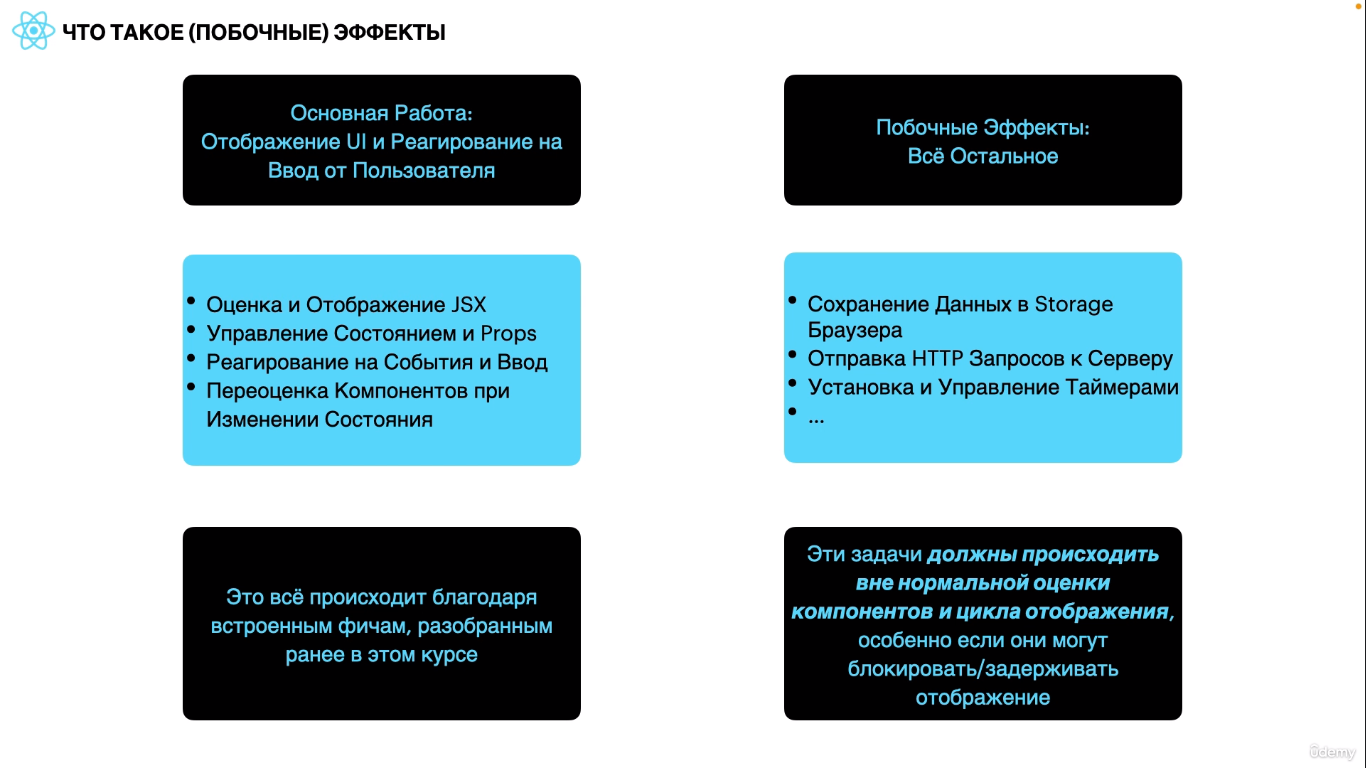 ЧТО ТАКОЕ (ПОБОЧНЫЕ) ЭФФЕКТЫ
Основная Работа:
Отображение UI и Реагирование на
Ввод от Пользователя
Побочные Эффекты:
Всё Остальное
• Оценка и Отображение JSX
• Управление Состоянием и Props
• Реагирование на События и Ввод
• Переоценка Компонентов при
Изменении Состояния
• Сохранение Данных в Storage
Браузера
• Отправка HTTP Запросов к Серверу
• Установка и Управление Таймерами
• ...
Это всё происходит благодаря
встроенным фичам, разобранным
ранее в этом курсе
Эти задачи должны происходить
вне нормальной оценки
компонентов и цикла отображения,
особенно если они могут
блокировать/задерживать
отображение
ûdemy